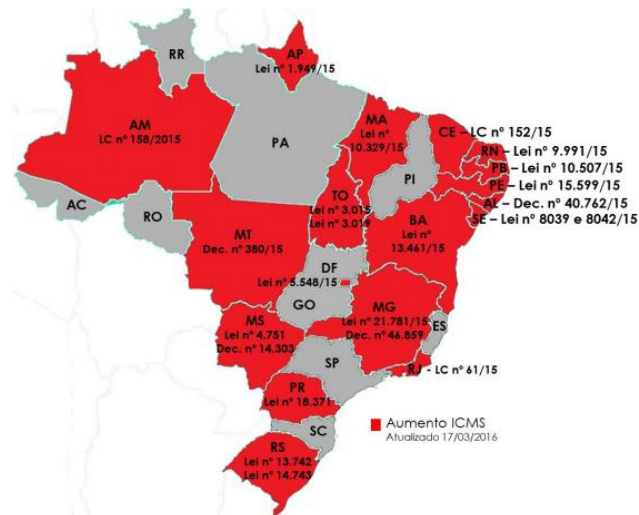 RR
AP
Lei nº 1.949/15
AM
LC nº 158/2015
PA
MA
Lei nº
10.329/15
CE – LC nº 152/15
RN – Lei nº 9.991/15
PB – Lei nº 10.507/15
PE – Lei nº 15.599/15
AL – Dec. nº 40.762/15
SE – Lei nº 8039 e 8042/15
PI
AC
RO
TO
Lei nº 3.015
Lei nº 3.019
MT
Dec. nº 380/15
BA
Lei nº
13.461/15
DF
Lei nº 5.548/15
GO
MG
Lei nº 21.781/15
Dec. nº 46.859
ES
MS
Lei nº 4.751
Dec. nº 14.303
SP
RJ - LC nº 61/15
PR
Lei nº 18.371
SC
RS
Lei nº 13.742
Lei nº 14.743
Aumento ICMS
Atualizado 17/03/2016